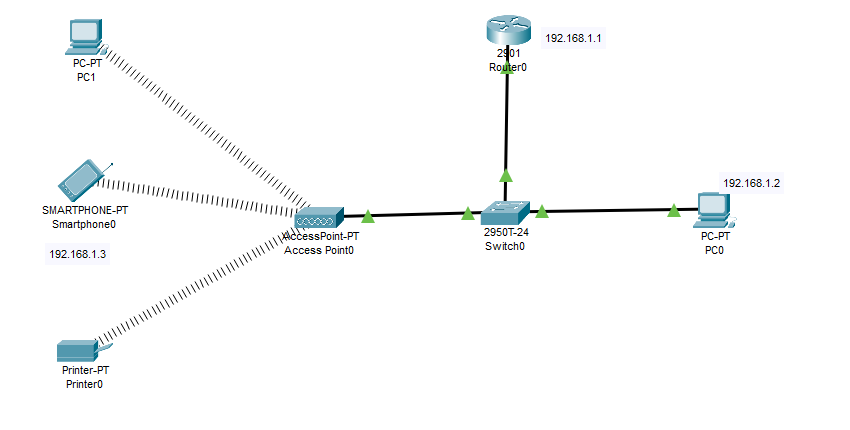 PC-PT
PC1
192.168.1.1
2901
Router0
SMARTPHONE-PT
Smartphone0
192.168.1.3
AccessPoint-PT
Access Point0
2950T-24
Switch0
192.168.1.2
PC-PT
PC0
Printer-PT
Printer0